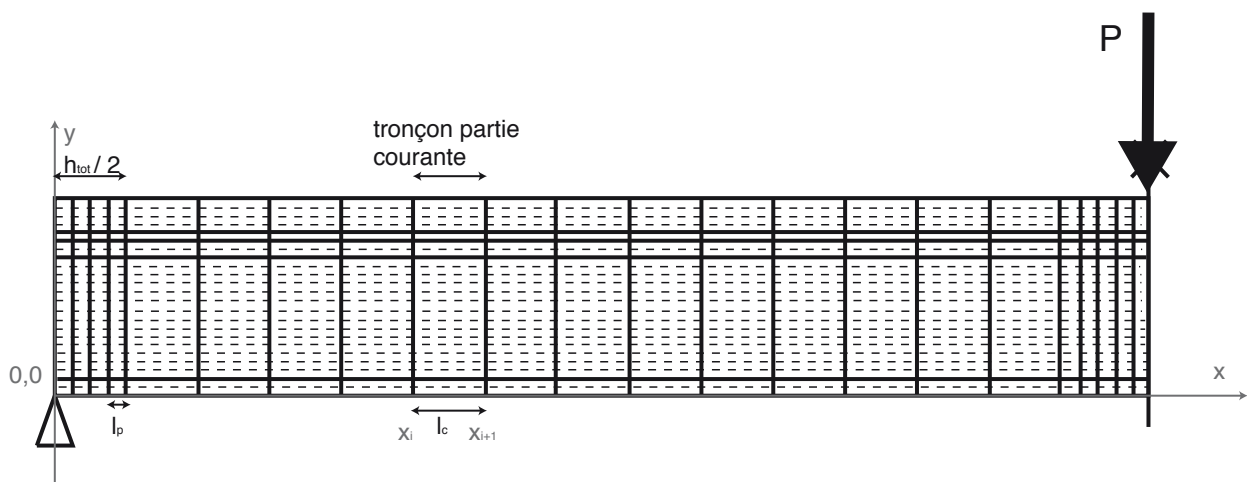 P
tronçon partie
courante
y
htot / 2
0,0
x
lp
xi
lc
xi+1